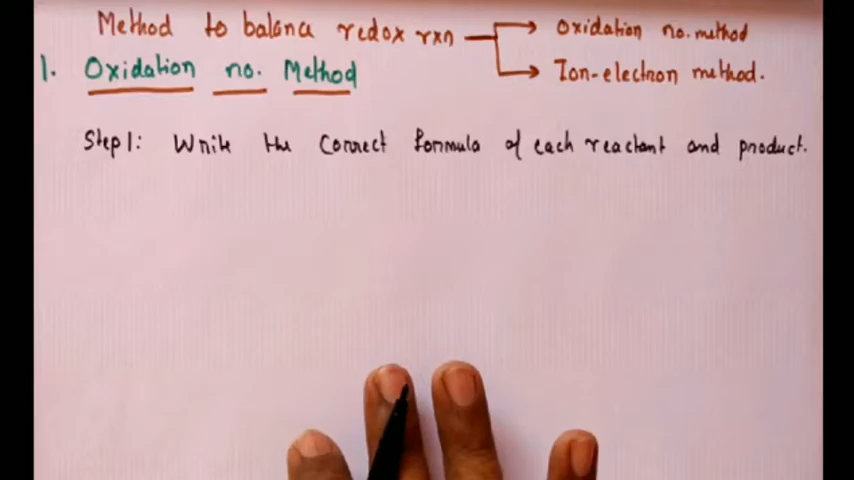 Method to balance redox rxn → Oxidation no. method
→ Ion-electron method.
1. Oxidation no. Method
Step 1: Write the correct formula of each reactant and product.